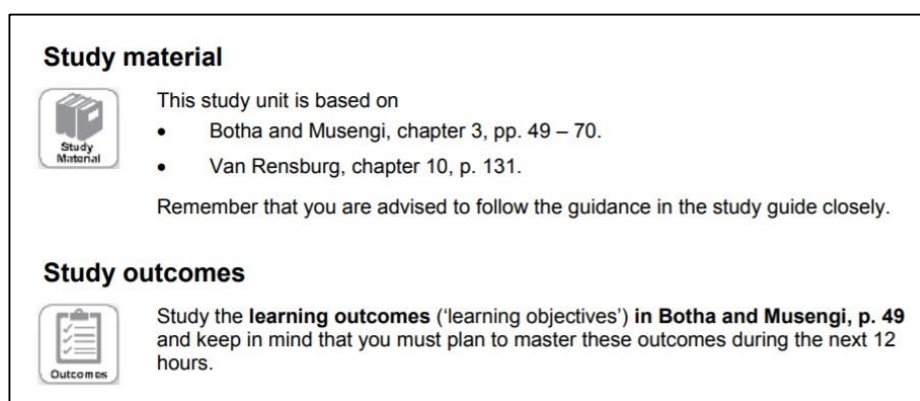 Study material
This study unit is based on
• Botha and Musengi, chapter 3, pp. 49 – 70.
Study
Material
• Van Rensburg, chapter 10, p. 131.
Remember that you are advised to follow the guidance in the study guide closely.
Study outcomes
Study the learning outcomes (‘learning objectives’) in Botha and Musengi, p. 49
and keep in mind that you must plan to master these outcomes during the next 12
hours.
Outcomes